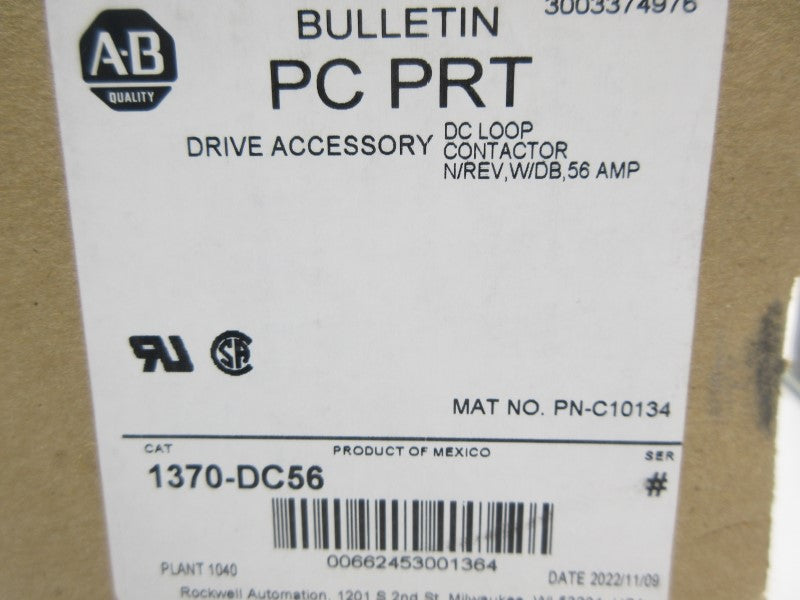 3003374976
BULLETIN
A-B
QUALITY
PC PRT
DRIVE ACCESSORY
DC LOOP
CONTACTOR
N/REV,W/DB,56 AMP
MAT NO. PN-C10134
CAT
PRODUCT OF MEXICO
SER
1370-DC56
#
00662453001364
PLANT 1040
DATE 2022/11/09
Rockwell Automation, 1201 S 2nd St, Milwaukee, WI